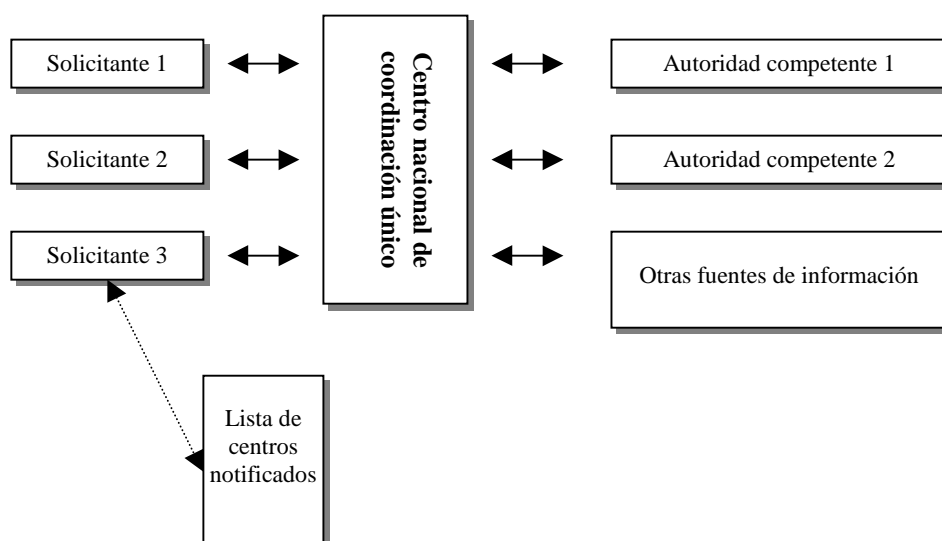 Solicitante 1
Solicitante 2
Solicitante 3
Centro nacional de
coordinación único
Autoridad competente 1
Autoridad competente 2
Otras fuentes de información
Lista de
centros
notificados